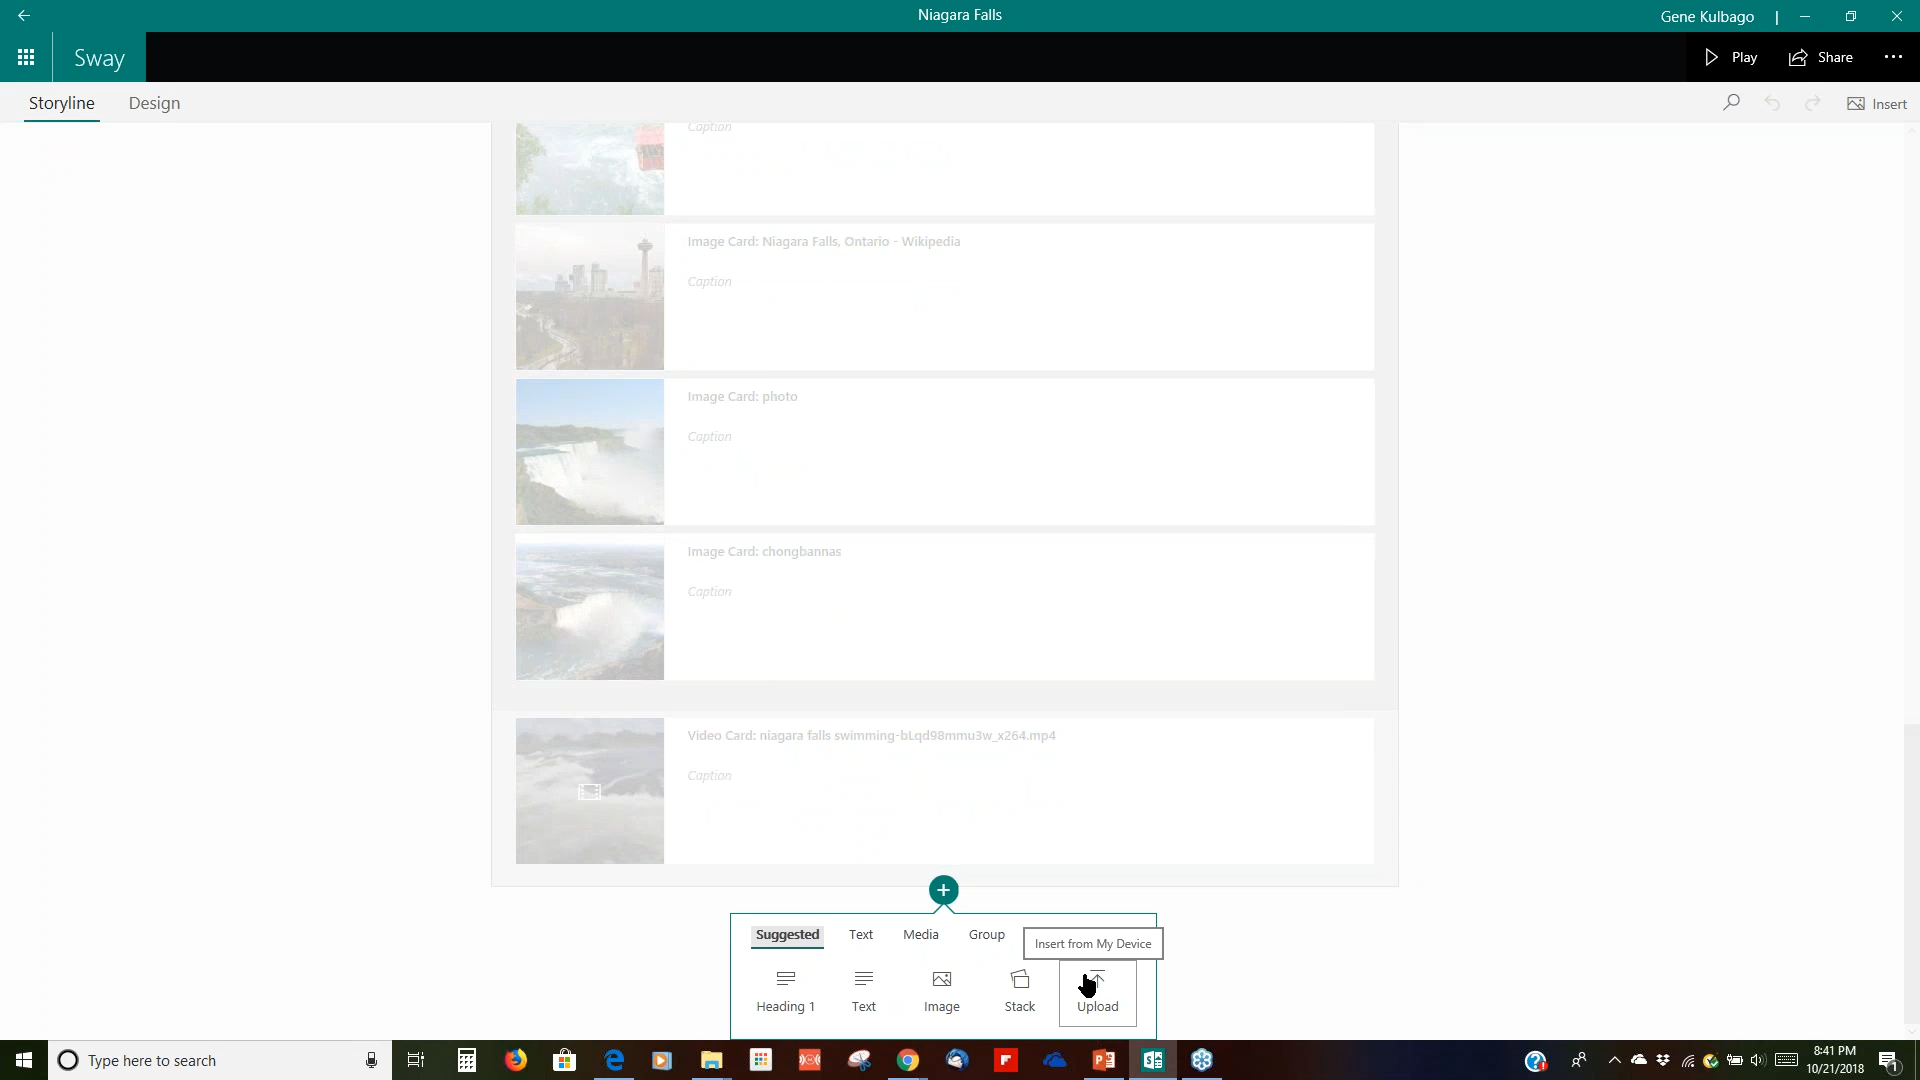 Niagara Falls
Gene Kulbago
Sway
Play
Share
Storyline
Design
Insert
Caption
Image Card: Niagara Falls, Ontario - Wikipedia
Caption
Image Card: photo
Caption
Image Card: chongbannas
Caption
Video Card: niagara falls swimming-bLqd98mmu3w_x264.mp4
Caption
Suggested
Text
Media
Group
Insert from My Device
Heading 1
Text
Image
Stack
Upload
Type here to search
8:41 PM
10/21/2018
1